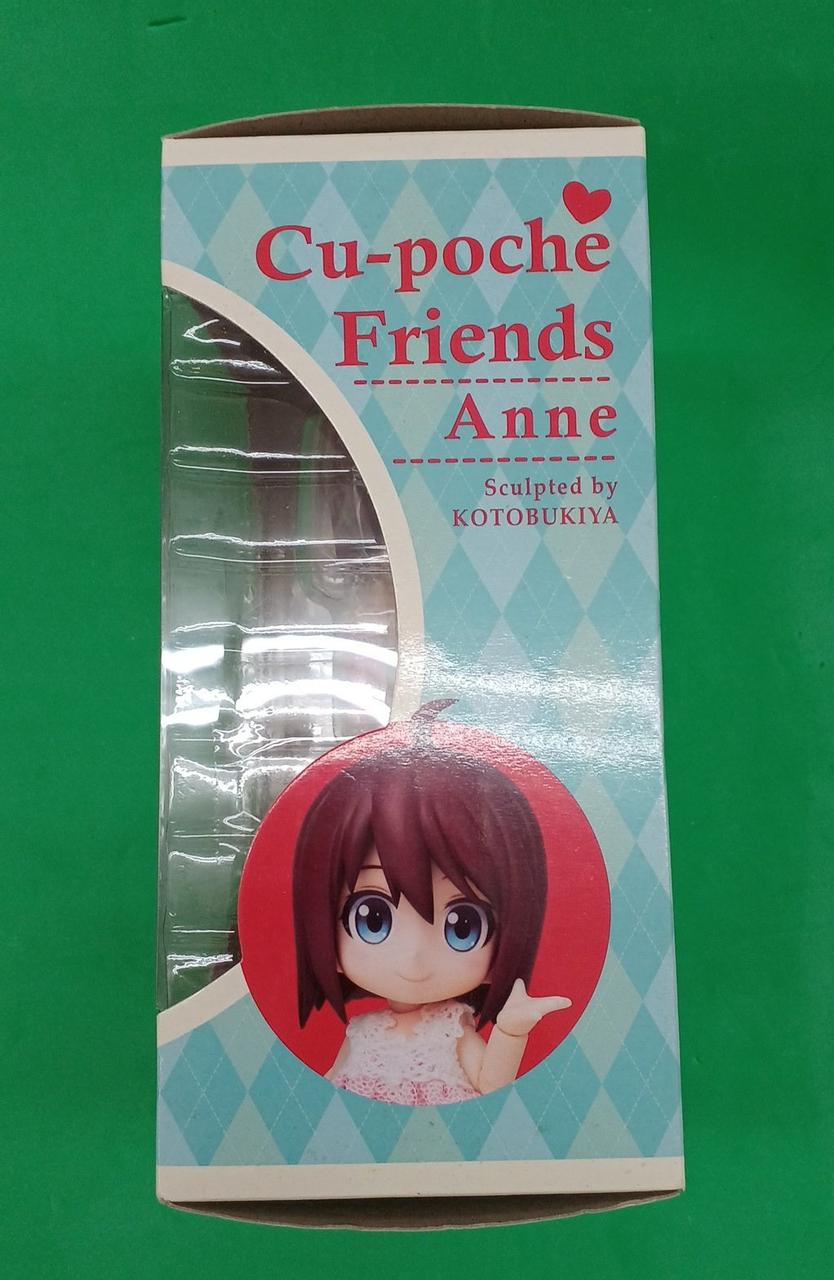 Cu-poche
Friends
Anne
Sculpted by
KOTOBUKIYA